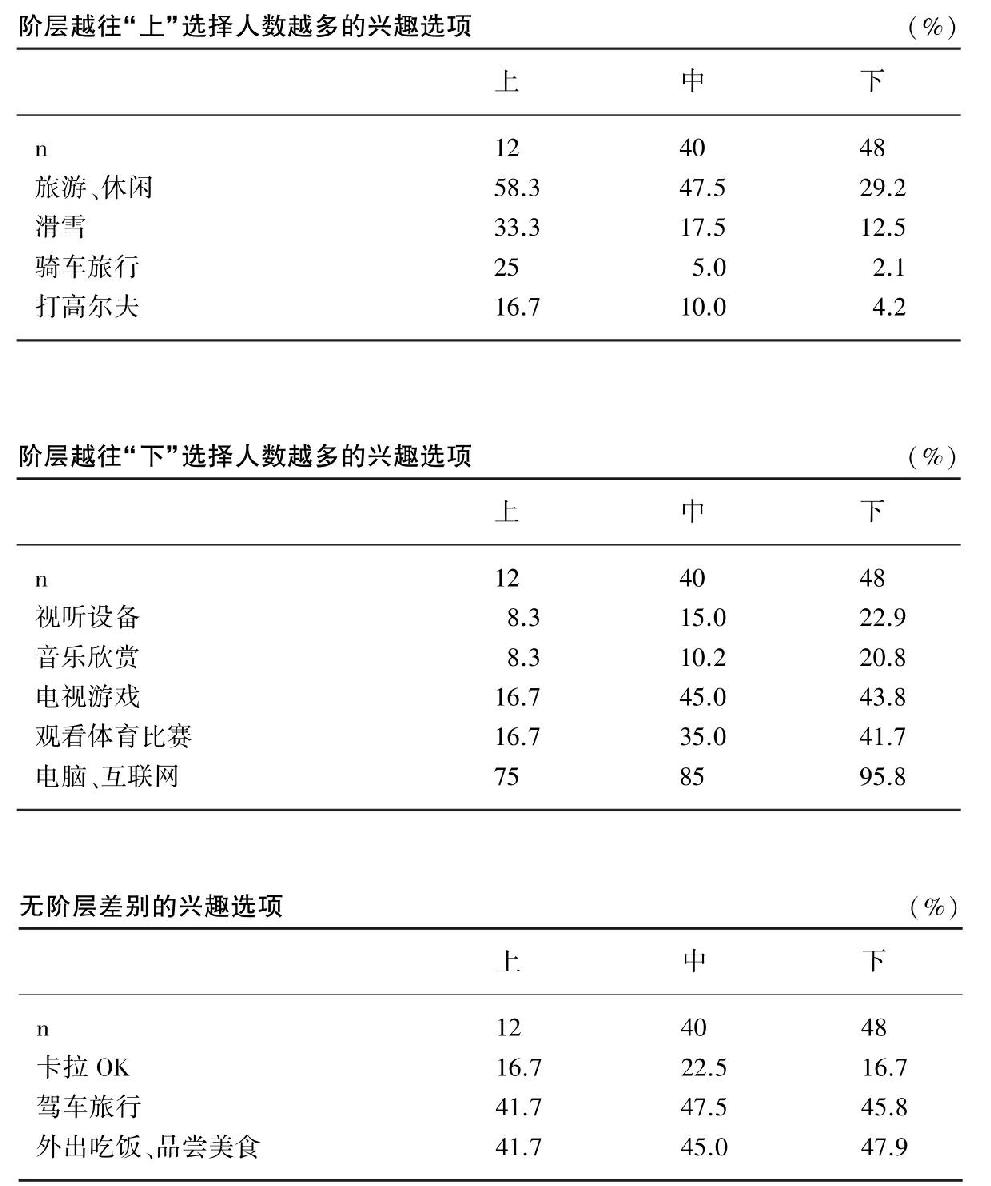 阶层越往“上”选择人数越多的兴趣选项 (%)
上 中 下
n 12 40 48
旅游、休闲 58.3 47.5 29.2
滑雪 33.3 17.5 12.5
骑车旅行 25 5.0 2.1
打高尔夫 16.7 10.0 4.2
阶层越往“下”选择人数越多的兴趣选项 (%)
上 中 下
n 12 40 48
视听设备 8.3 15.0 22.9
音乐欣赏 8.3 10.2 20.8
电视游戏 16.7 45.0 43.8
观看体育比赛 16.7 35.0 41.7
电脑、互联网 75 85 95.8
无阶层差别的兴趣选项 (%)
上 中 下
n 12 40 48
卡拉 OK 16.7 22.5 16.7
驾车旅行 41.7 47.5 45.8
外出吃饭、品尝美食 41.7 45.0 47.9